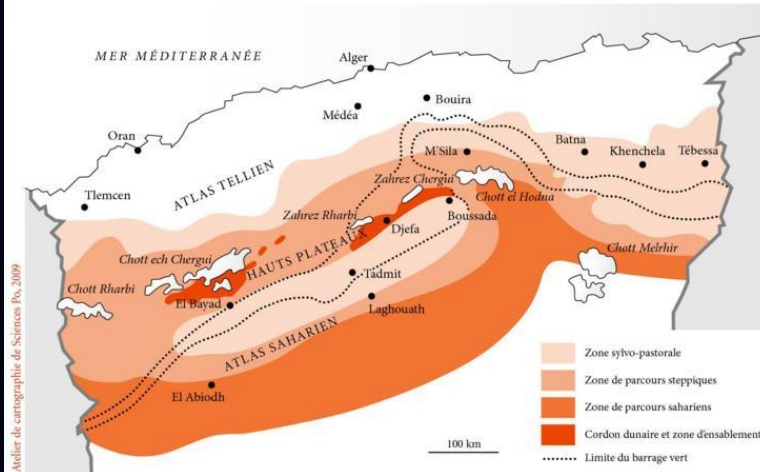 MER MÉDITERRANÉE
Alger
Bouira
Médéa
Oran
M'Sila
Batna
Khenchela
Tébessa
ATLAS TELLIEN
Zahrez Chergui
Tlemcen
Chott el Hodna
Zahrez Rharbi
Boussada
Djefa
Chott ech Chergui
HAUTS PLATEAUX
Chott Melrhir
Chott Rharbi
Tadmit
El Bayad
Laghouath
ATLAS SAHARIEN
El Abiodh
Zone sylvo-pastorale
Zone de parcours steppiques
Zone de parcours sahariens
Cordon dunaire et zone d'ensablement
Limite du barrage vert
100 km
Atelier de cartographie de Sciences Po, 2009